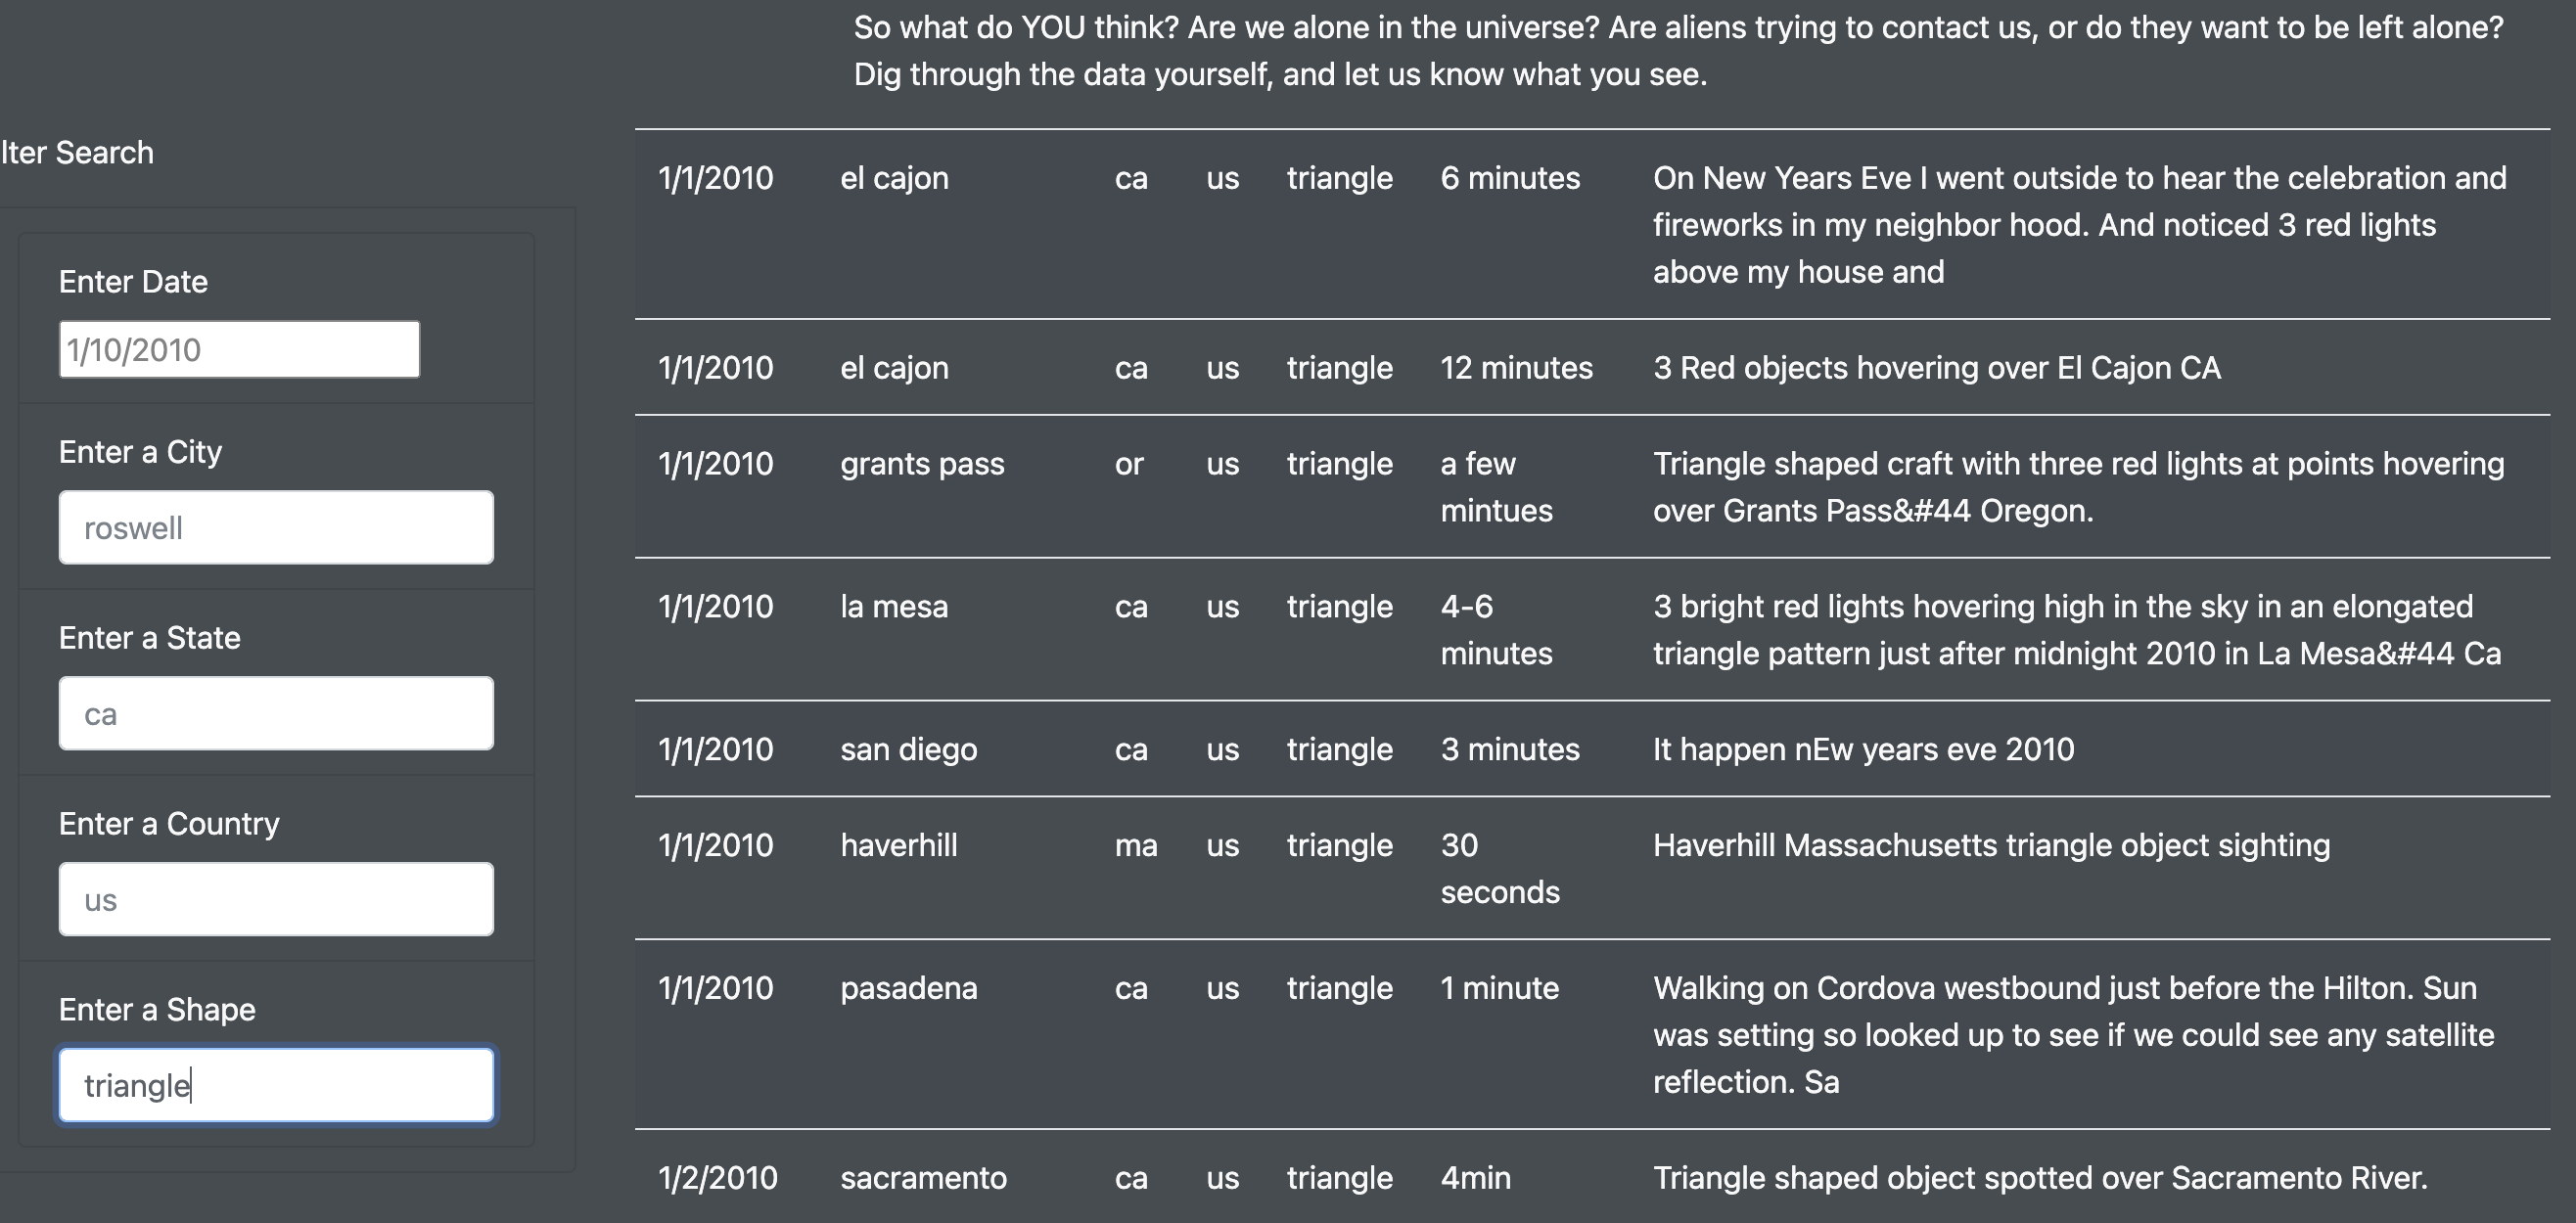 So what do YOU think? Are we alone in the universe? Are aliens trying to contact us, or do they want to be left alone?
Dig through the data yourself, and let us know what you see.
lter Search
Enter Date
1/10/2010
Enter a City
roswell
Enter a State
ca
Enter a Country
us
Enter a Shape
triangle
1/1/2010 el cajon ca us triangle 6 minutes On New Years Eve I went outside to hear the celebration and
fireworks in my neighbor hood. And noticed 3 red lights
above my house and
1/1/2010 el cajon ca us triangle 12 minutes 3 Red objects hovering over El Cajon CA
1/1/2010 grants pass or us triangle a few Triangle shaped craft with three red lights at points hovering
mintues over Grants Pass&#44 Oregon.
1/1/2010 la mesa ca us triangle 4-6 3 bright red lights hovering high in the sky in an elongated
minutes triangle pattern just after midnight 2010 in La Mesa&#44 Ca
1/1/2010 san diego ca us triangle 3 minutes It happen nEw years eve 2010
1/1/2010 haverhill ma us triangle 30 Haverhill Massachusetts triangle object sighting
seconds
1/1/2010 pasadena ca us triangle 1 minute Walking on Cordova westbound just before the Hilton. Sun
was setting so looked up to see if we could see any satellite
reflection. Sa
1/2/2010 sacramento ca us triangle 4min Triangle shaped object spotted over Sacramento River.